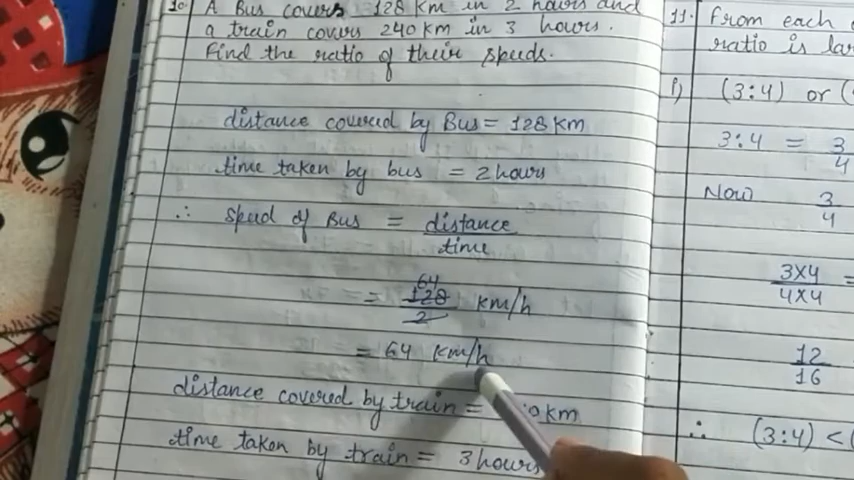 10. A Bus covers 128 Km in 2 hours and
a train covers 240 Km in 3 hours.
Find the ratio of their speeds.
distance covered by Bus = 128 Km
time taken by bus = 2 hours
∴ speed of Bus = distance
time
64
= 128 Km/h
2
= 64 Km/h
distance covered by train = 0 Km
time taken by train = 3 hours
11. From each
ratio is
i) (3:4) or (
3:4 = 3
4
Now 3
4
3×4 =
4×4
12
16
∴ (3:4) < (